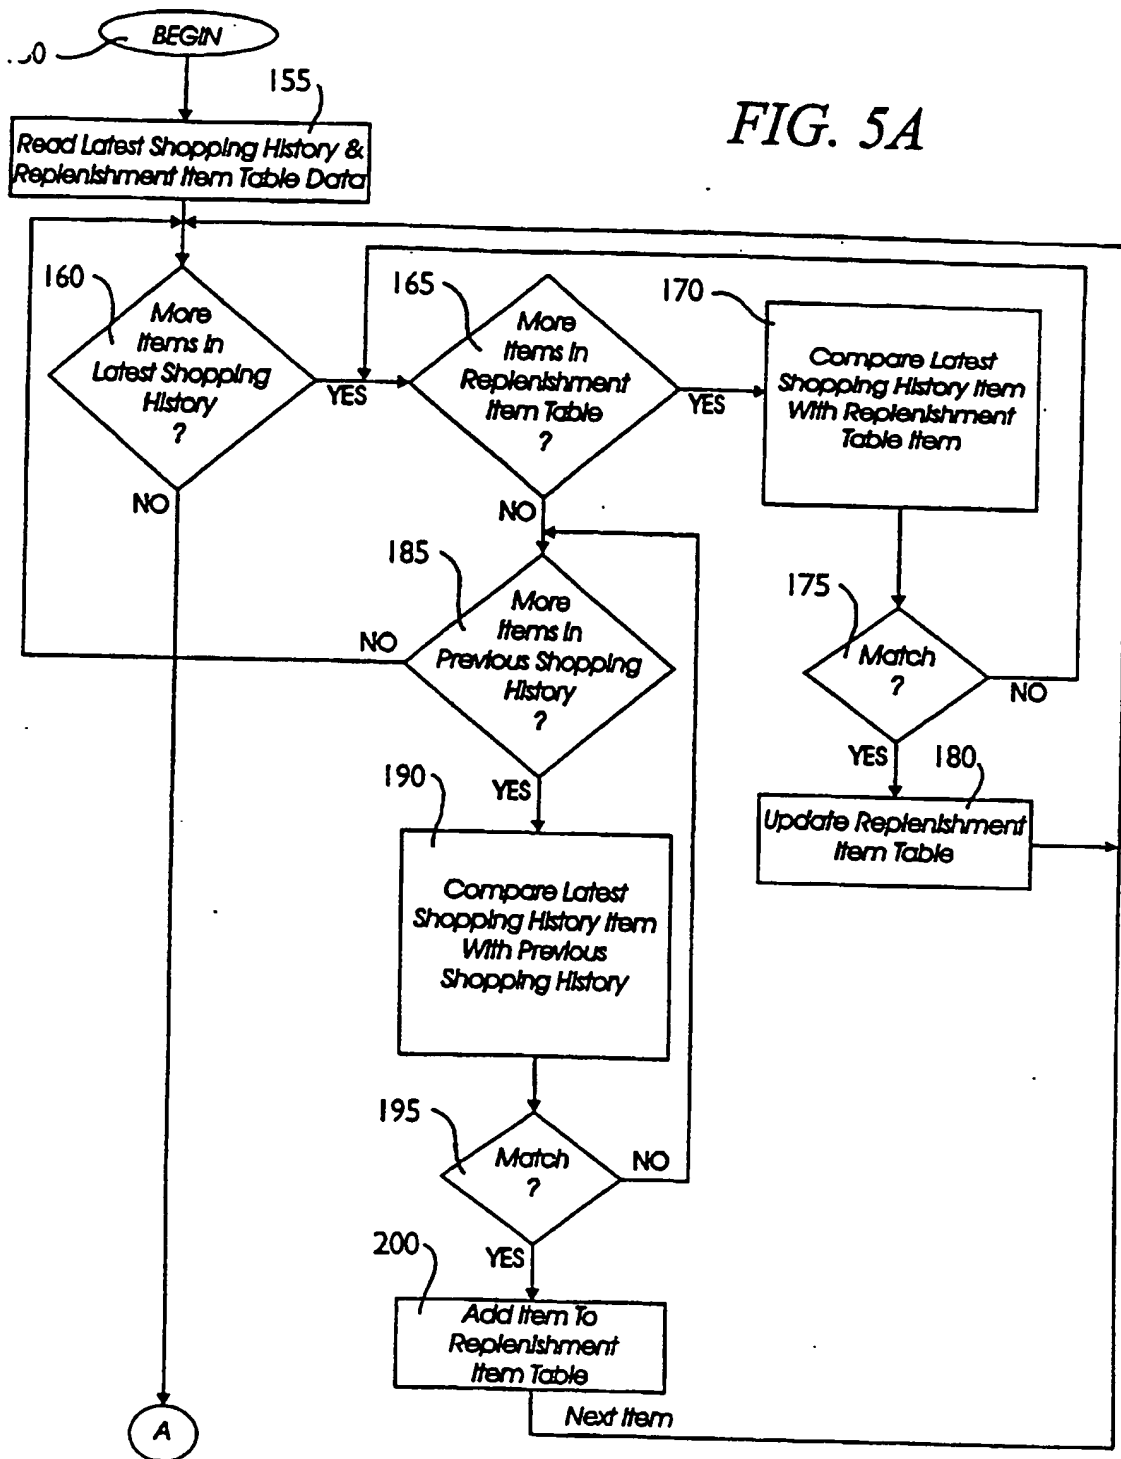 BEGIN
155
FIG. 5A
Read Latest Shopping History &
Replenishment Item Table Data
160
More
Items In
Latest Shopping
History
?
YES
NO
165
More
Items In
Replenishment
Item Table
?
YES
NO
170
Compare Latest
Shopping History Item
With Replenishment
Table Item
175
Match
?
NO
YES
180
Update Replenishment
Item Table
185
More
Items In
Previous Shopping
History
?
NO
YES
190
Compare Latest
Shopping History Item
With Previous
Shopping History
195
Match
?
NO
YES
200
Add Item To
Replenishment
Item Table
Next Item
A